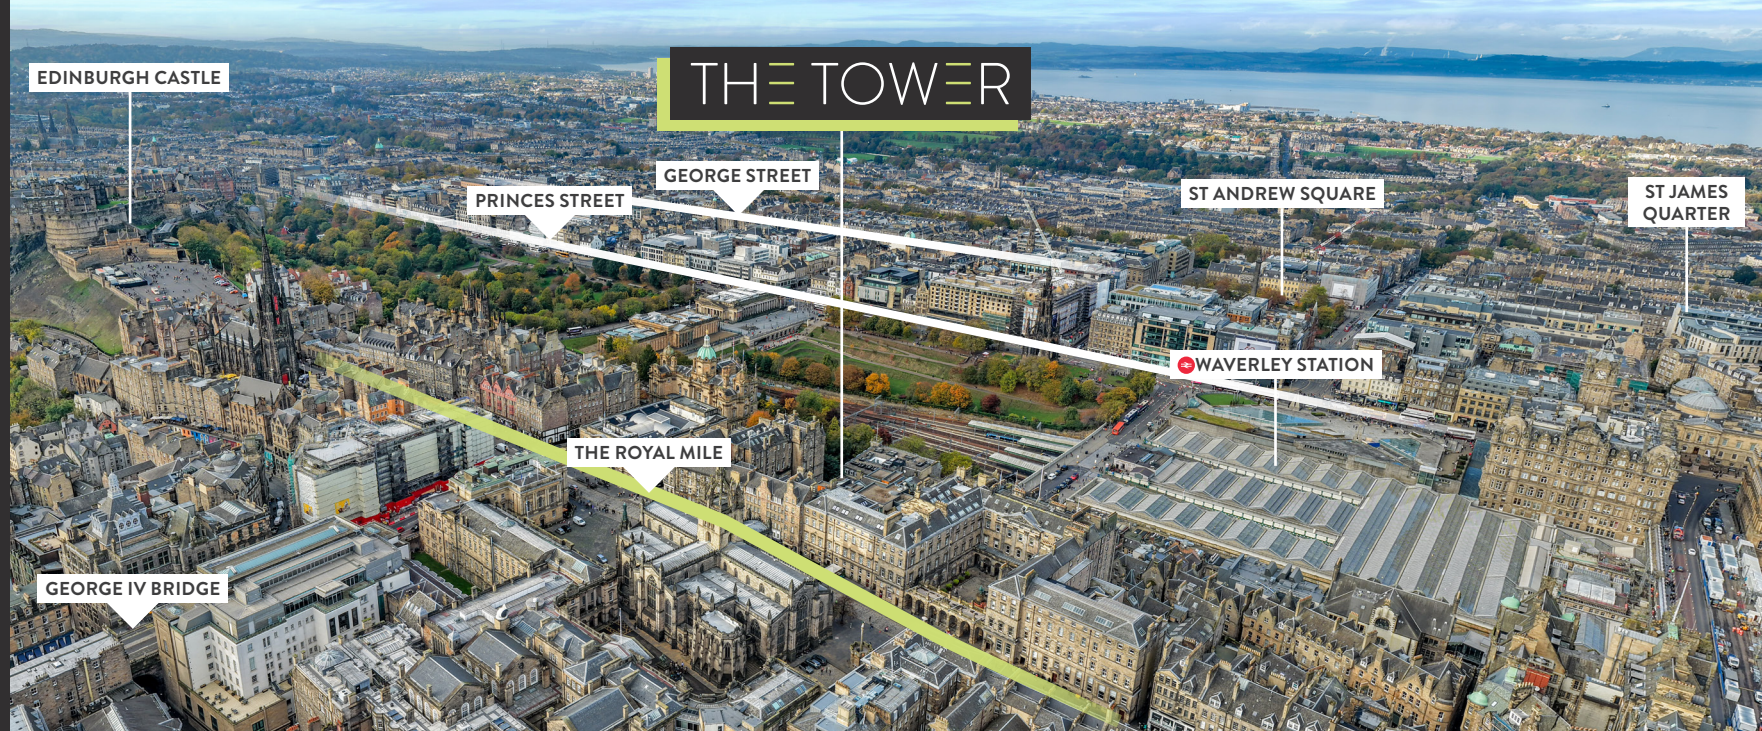 EDINBURGH CASTLE
THE TOWER
GEORGE STREET
PRINCES STREET
ST ANDREW SQUARE
ST JAMES
QUARTER
WAVERLEY STATION
THE ROYAL MILE
GEORGE IV BRIDGE